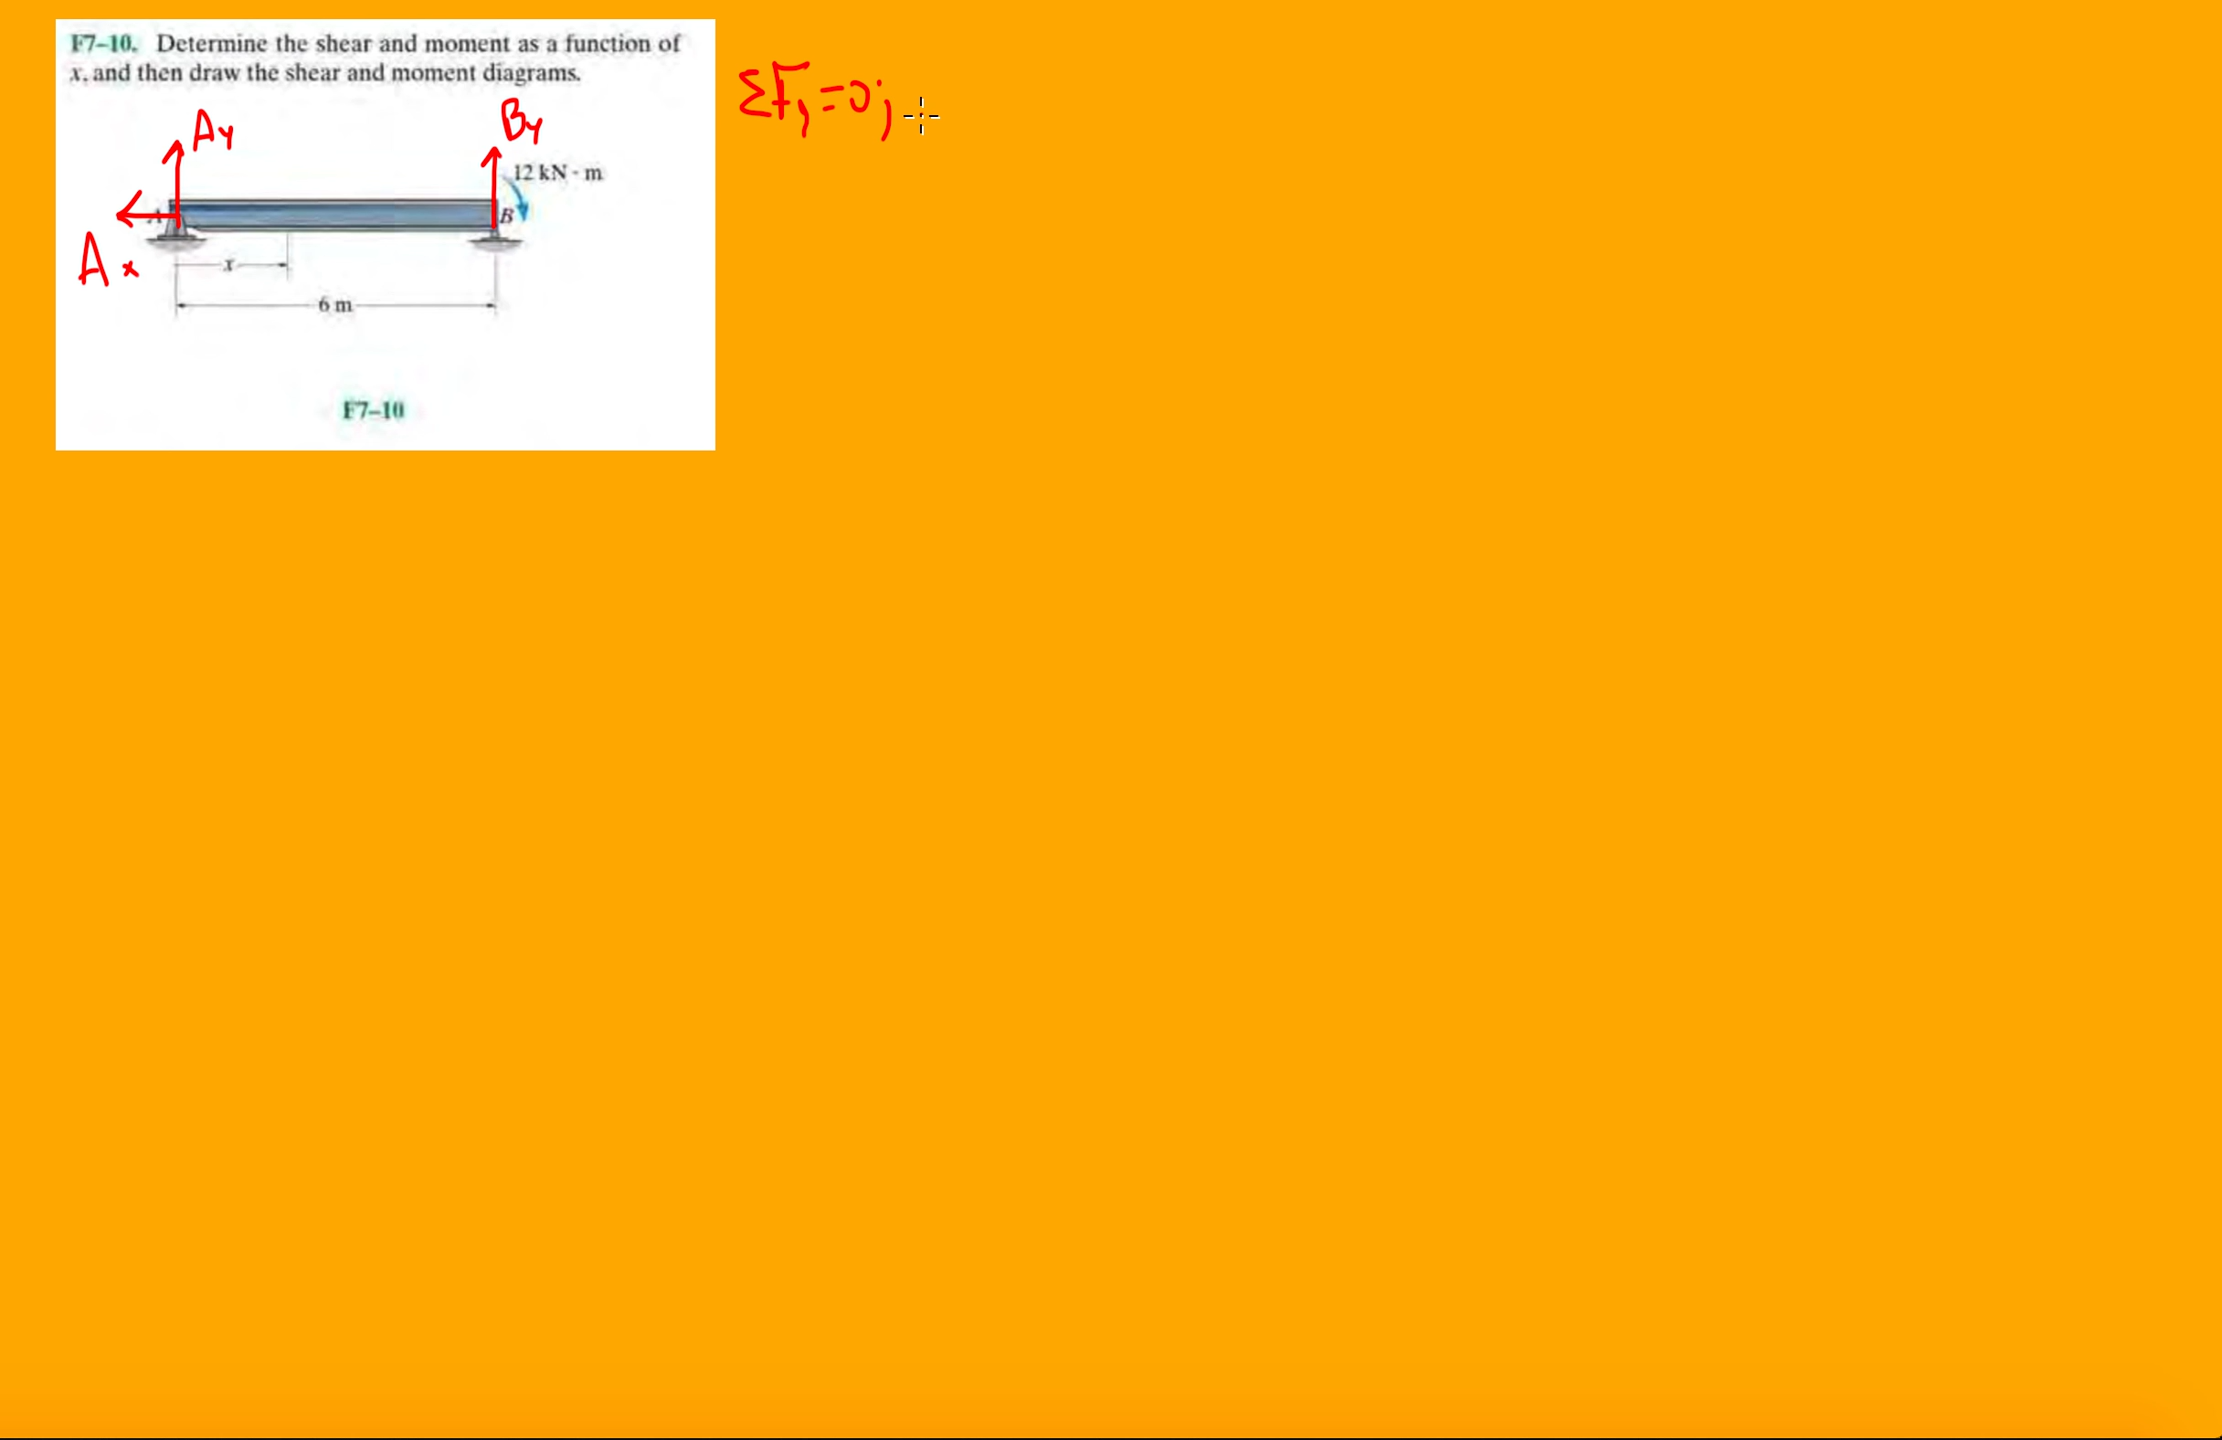 F7–10. Determine the shear and moment as a function of
x, and then draw the shear and moment diagrams.
Ay
By
12 kN · m
A
B
Ax
x
6 m
F7–10
ΣFy=0;